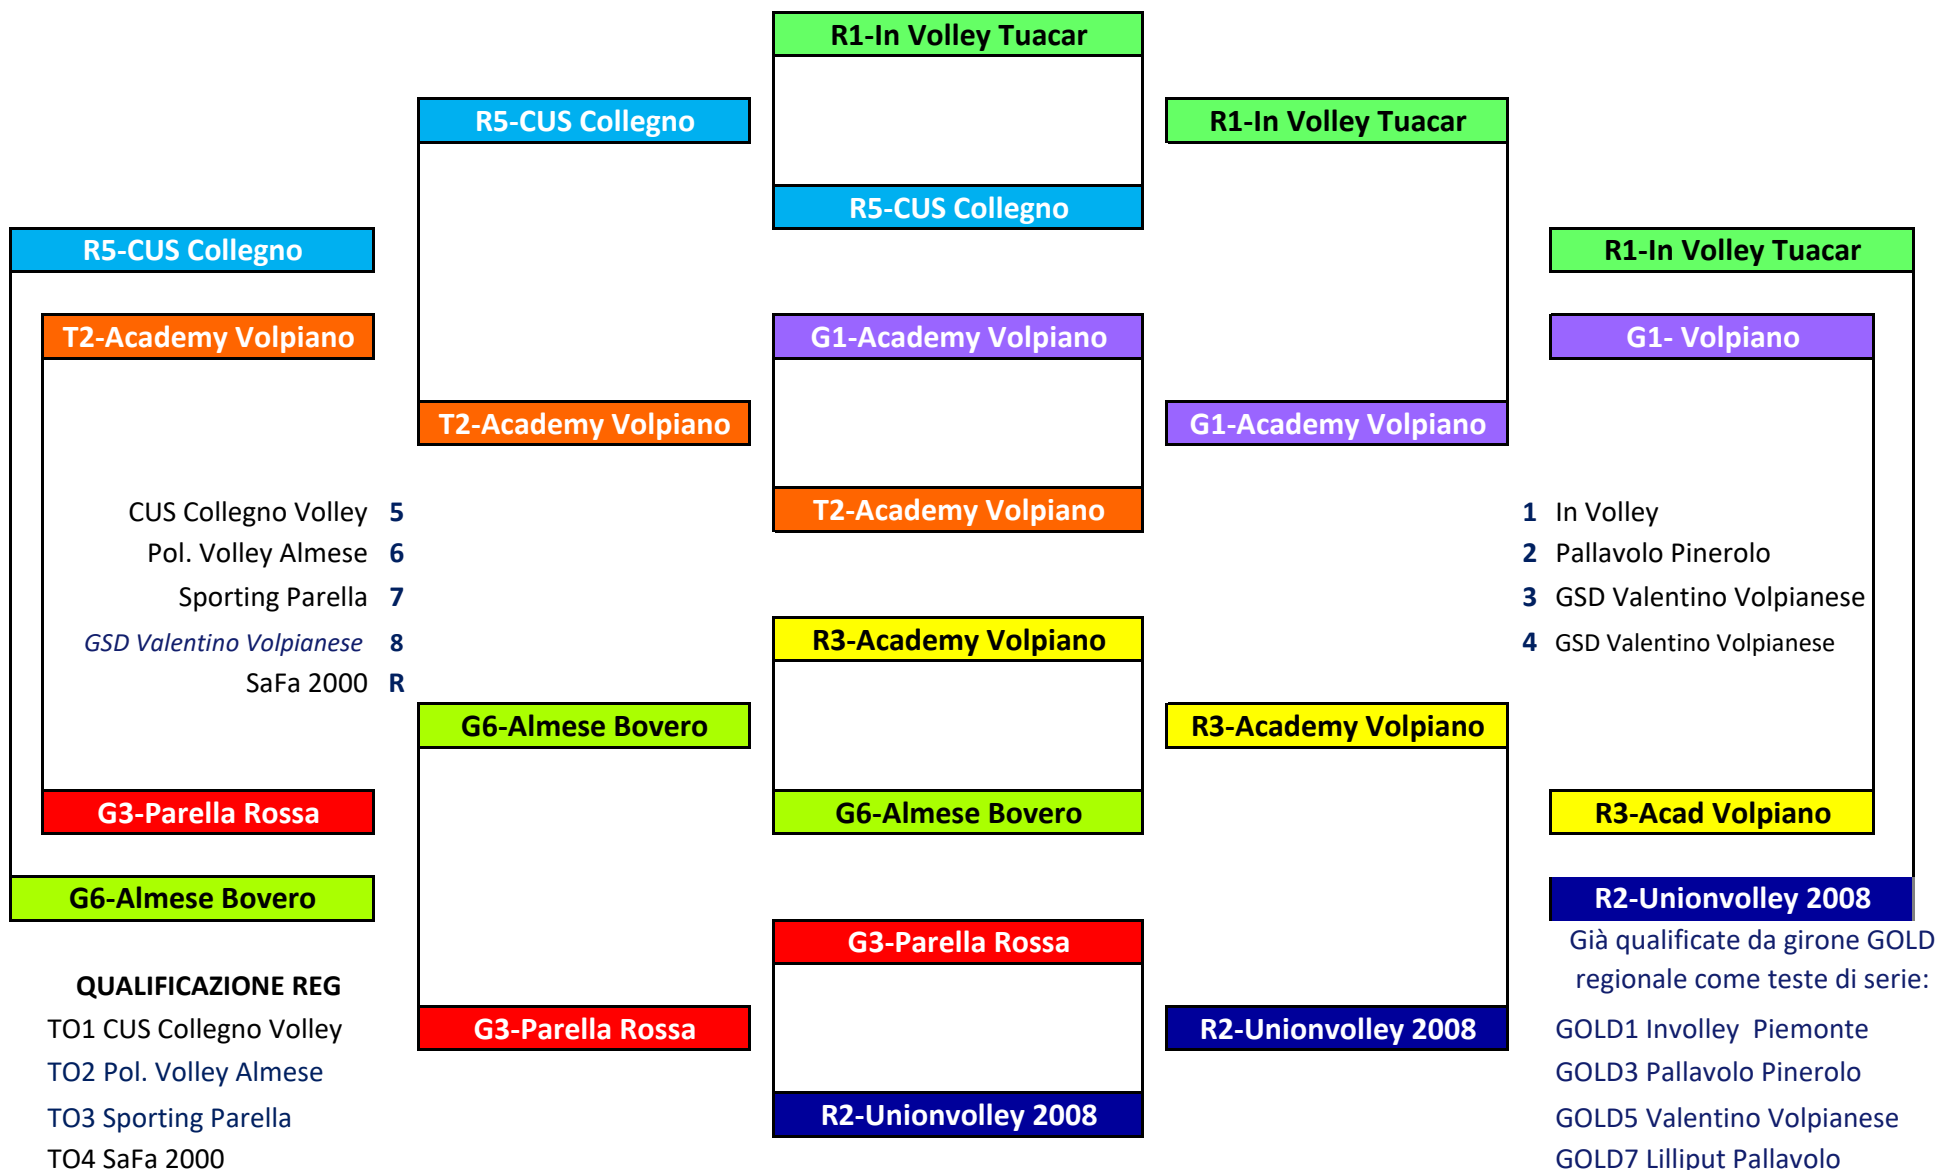 R1-In Volley Tuacar
R5-CUS Collegno
R1-In Volley Tuacar
R5-CUS Collegno
R5-CUS Collegno
R1-In Volley Tuacar
T2-Academy Volpiano
G1-Academy Volpiano
G1- Volpiano
T2-Academy Volpiano
G1-Academy Volpiano
T2-Academy Volpiano
CUS Collegno Volley 5
Pol. Volley Almese 6
Sporting Parella 7
GSD Valentino Volpianese 8
SaFa 2000 R
1 In Volley
2 Pallavolo Pinerolo
3 GSD Valentino Volpianese
4 GSD Valentino Volpianese
R3-Academy Volpiano
G6-Almese Bovero
R3-Academy Volpiano
G3-Parella Rossa
G6-Almese Bovero
R3-Acad Volpiano
G6-Almese Bovero
R2-Unionvolley 2008
G3-Parella Rossa
G3-Parella Rossa
R2-Unionvolley 2008
R2-Unionvolley 2008
QUALIFICAZIONE REG
TO1 CUS Collegno Volley
TO2 Pol. Volley Almese
TO3 Sporting Parella
TO4 SaFa 2000
Già qualificate da girone GOLD
regionale come teste di serie:
GOLD1 Involley Piemonte
GOLD3 Pallavolo Pinerolo
GOLD5 Valentino Volpianese
GOLD7 Lilliput Pallavolo